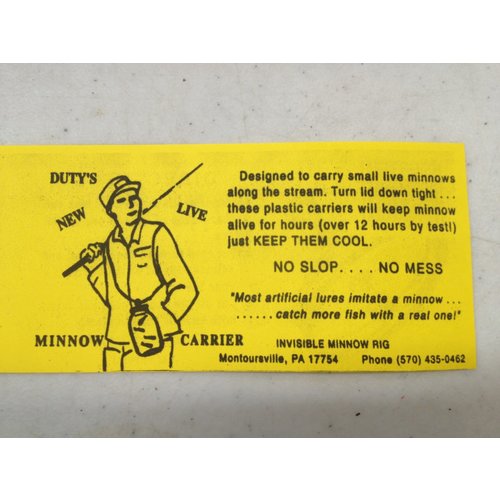 DUTY'S
NEW LIVE
MINNOW CARRIER
Designed to carry small live minnows
along the stream. Turn lid down tight . . .
these plastic carriers will keep minnow
alive for hours (over 12 hours by test!)
just KEEP THEM COOL.
NO SLOP. . . . NO MESS
"Most artificial lures imitate a minnow . . .
. . . . . . catch more fish with a real one!"
INVISIBLE MINNOW RIG
Montoursville, PA 17754 Phone (570) 435-0462